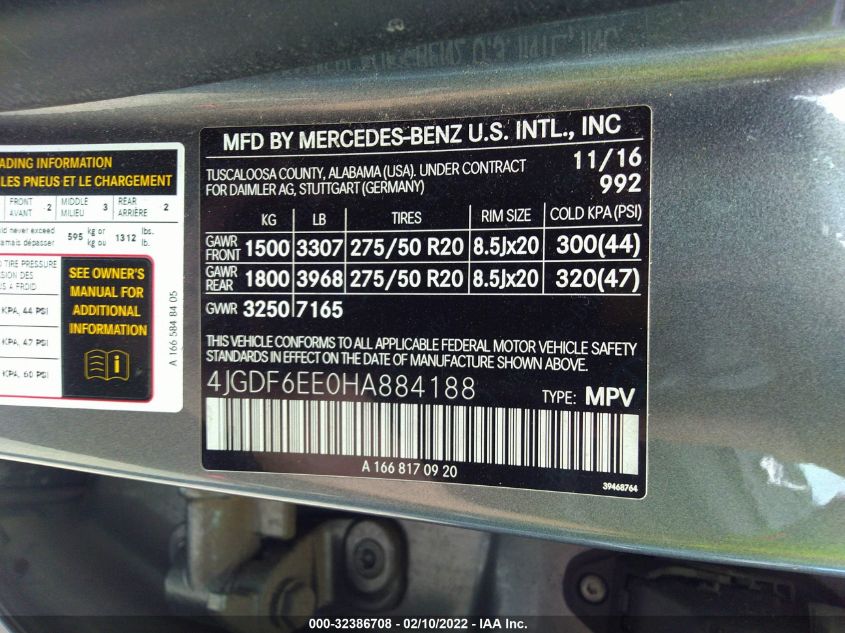 MFD BY MERCEDES-BENZ U.S. INTL., INC
TUSCALOOSA COUNTY, ALABAMA (USA). UNDER CONTRACT
FOR DAIMLER AG, STUTTGART (GERMANY)
11/16
992
KG LB TIRES RIM SIZE COLD KPA (PSI)
GAWR FRONT 1500 3307 275/50 R20 8.5Jx20 300(44)
GAWR REAR 1800 3968 275/50 R20 8.5Jx20 320(47)
GVWR 3250 7165
THIS VEHICLE CONFORMS TO ALL APPLICABLE FEDERAL MOTOR VEHICLE SAFETY
STANDARDS IN EFFECT ON THE DATE OF MANUFACTURE SHOWN ABOVE.
4JGDF6EE0HA884188 TYPE: MPV
A 166 817 09 20
39468764
INFORMATION
LES PNEUS ET LE CHARGEMENT
FRONT AVANT 2 MIDDLE MILIEU 3 REAR ARRIÈRE 2
never exceed
dépasser
595 kg or kg ou 1312 lbs. lb.
TIRE PRESSURE
DES
A FROID
KPA, 44 PSI
KPA, 47 PSI
KPA, 60 PSI
SEE OWNER'S
MANUAL FOR
ADDITIONAL
INFORMATION
A 166 584 84 05
000-32386708 - 02/10/2022 - IAA Inc.